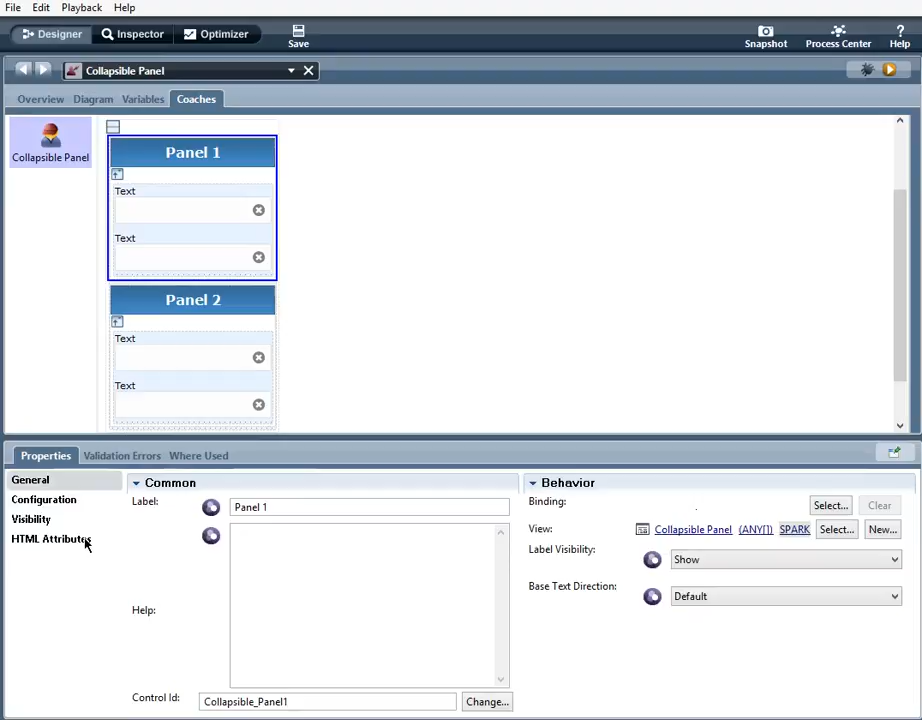 File Edit Playback Help
Designer Inspector Optimizer Save Snapshot Process Center Help
Collapsible Panel
Overview Diagram Variables Coaches
Collapsible Panel
Panel 1
Text
Text
Panel 2
Text
Text
Properties Validation Errors Where Used
General
Configuration
Visibility
HTML Attributes
Common
Label: Panel 1
Help:
Control Id: Collapsible_Panel1 Change...
Behavior
Binding: Select... Clear
View: Collapsible Panel (ANY[]) SPARK Select... New...
Label Visibility: Show
Base Text Direction: Default